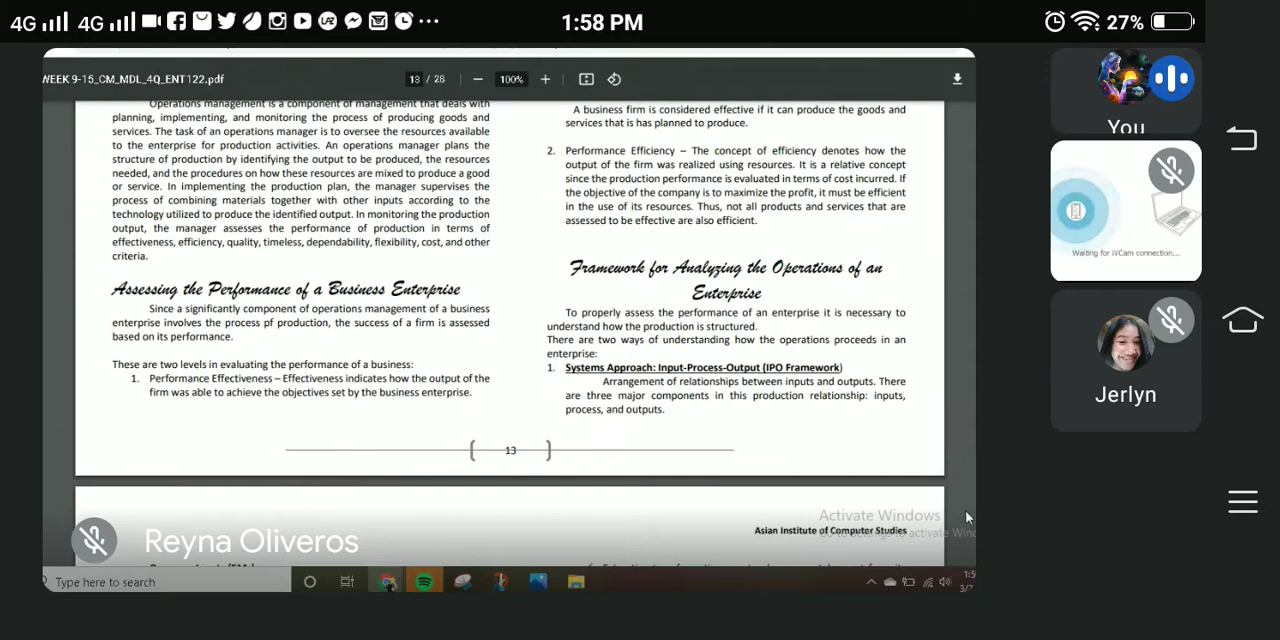 4G 4G 1:58 PM 27%
WEEK 9-15_CM_MDL_4Q_ENT122.pdf 13 / 28 100%
Operations management is a component of management that deals with
planning, implementing, and monitoring the process of producing goods and
services. The task of an operations manager is to oversee the resources available
to the enterprise for production activities. An operations manager plans the
structure of production by identifying the output to be produced, the resources
needed, and the procedures on how these resources are mixed to produce a good
or service. In implementing the production plan, the manager supervises the
process of combining materials together with other inputs according to the
technology utilized to produce the identified output. In monitoring the production
output, the manager assesses the performance of production in terms of
effectiveness, efficiency, quality, timeless, dependability, flexibility, cost, and other
criteria.
Assessing the Performance of a Business Enterprise
Since a significantly component of operations management of a business
enterprise involves the process pf production, the success of a firm is assessed
based on its performance.
These are two levels in evaluating the performance of a business:
1. Performance Effectiveness – Effectiveness indicates how the output of the
firm was able to achieve the objectives set by the business enterprise.
A business firm is considered effective if it can produce the goods and
services that is has planned to produce.
2. Performance Efficiency – The concept of efficiency denotes how the
output of the firm was realized using resources. It is a relative concept
since the production performance is evaluated in terms of cost incurred. If
the objective of the company is to maximize the profit, it must be efficient
in the use of its resources. Thus, not all products and services that are
assessed to be effective are also efficient.
Framework for Analyzing the Operations of an
Enterprise
To properly assess the performance of an enterprise it is necessary to
understand how the production is structured.
There are two ways of understanding how the operations proceeds in an
enterprise:
1. Systems Approach: Input-Process-Output (IPO Framework)
Arrangement of relationships between inputs and outputs. There
are three major components in this production relationship: inputs,
process, and outputs.
13
Activate Windows
Asian Institute of Computer Studies
Reyna Oliveros
Type here to search
You
Waiting for iVCam connection...
Jerlyn